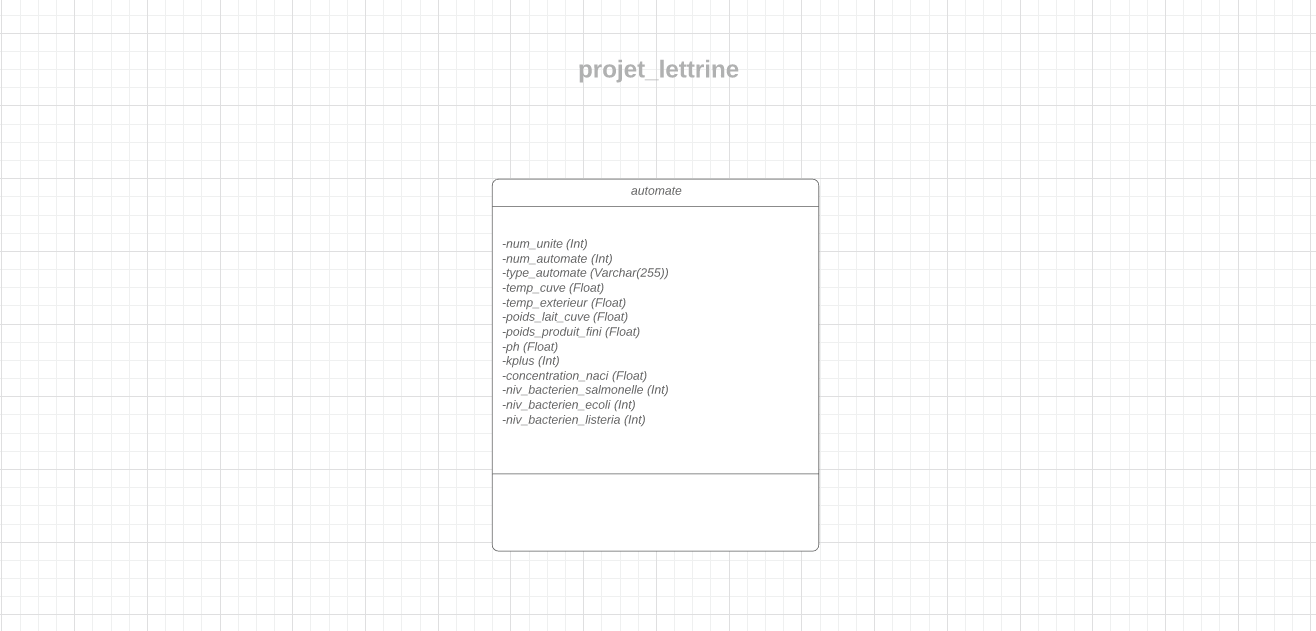 projet_lettrine
automate
-num_unite (Int)
-num_automate (Int)
-type_automate (Varchar(255))
-temp_cuve (Float)
-temp_exterieur (Float)
-poids_lait_cuve (Float)
-poids_produit_fini (Float)
-ph (Float)
-kplus (Int)
-concentration_naci (Float)
-niv_bacterien_salmonelle (Int)
-niv_bacterien_ecoli (Int)
-niv_bacterien_listeria (Int)